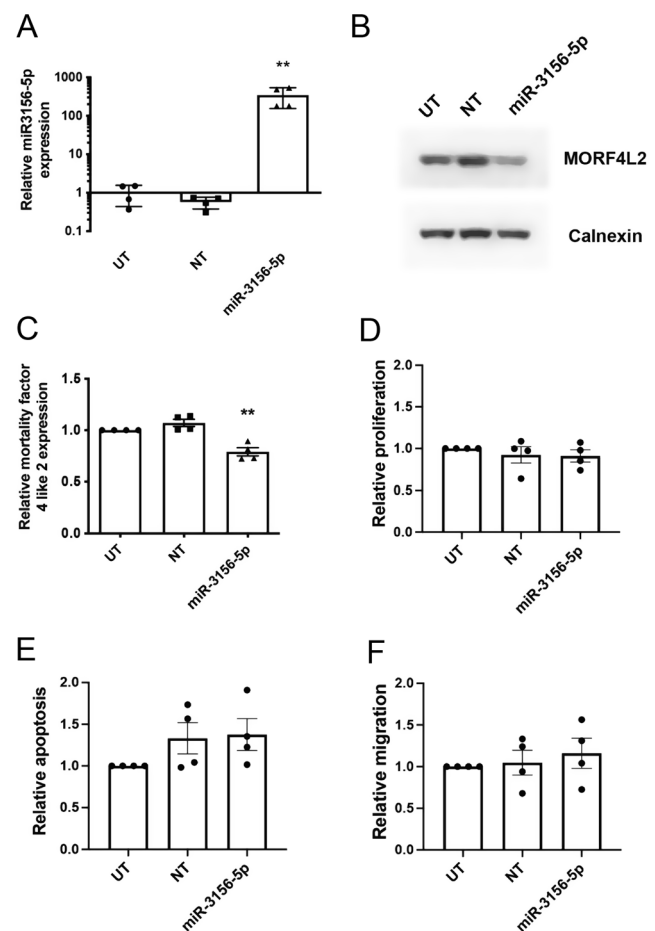 A
Relative miR3156-5p
expression
1000
100
10
1
0.1
**
UT
NT
miR-3156-5p
B
UT
NT
miR-3156-5p
MORF4L2
Calnexin
C
Relative mortality factor
4 like 2 expression
1.5
1.0
0.5
0.0
**
UT
NT
miR-3156-5p
D
Relative proliferation
2.0
1.5
1.0
0.5
0.0
UT
NT
miR-3156-5p
E
Relative apoptosis
2.0
1.5
1.0
0.5
0.0
UT
NT
miR-3156-5p
F
Relative migration
2.0
1.5
1.0
0.5
0.0
UT
NT
miR-3156-5p